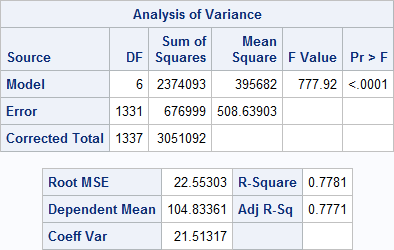 Analysis of Variance
Source DF Sum of Squares Mean Square F Value Pr > F
Model 6 2374093 395682 777.92 <.0001
Error 1331 676999 508.63903
Corrected Total 1337 3051092
Root MSE 22.55303 R-Square 0.7781
Dependent Mean 104.83361 Adj R-Sq 0.7771
Coeff Var 21.51317